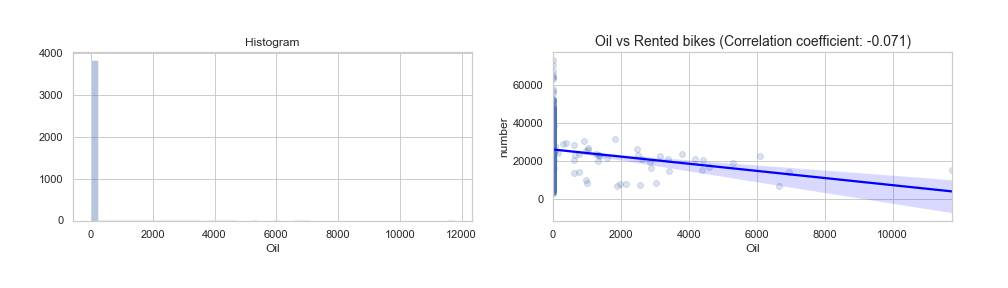 Histogram
4000
3000
2000
1000
0
0 2000 4000 6000 8000 10000 12000
Oil
Oil vs Rented bikes (Correlation coefficient: -0.071)
number
60000
40000
20000
0
0 2000 4000 6000 8000 10000
Oil